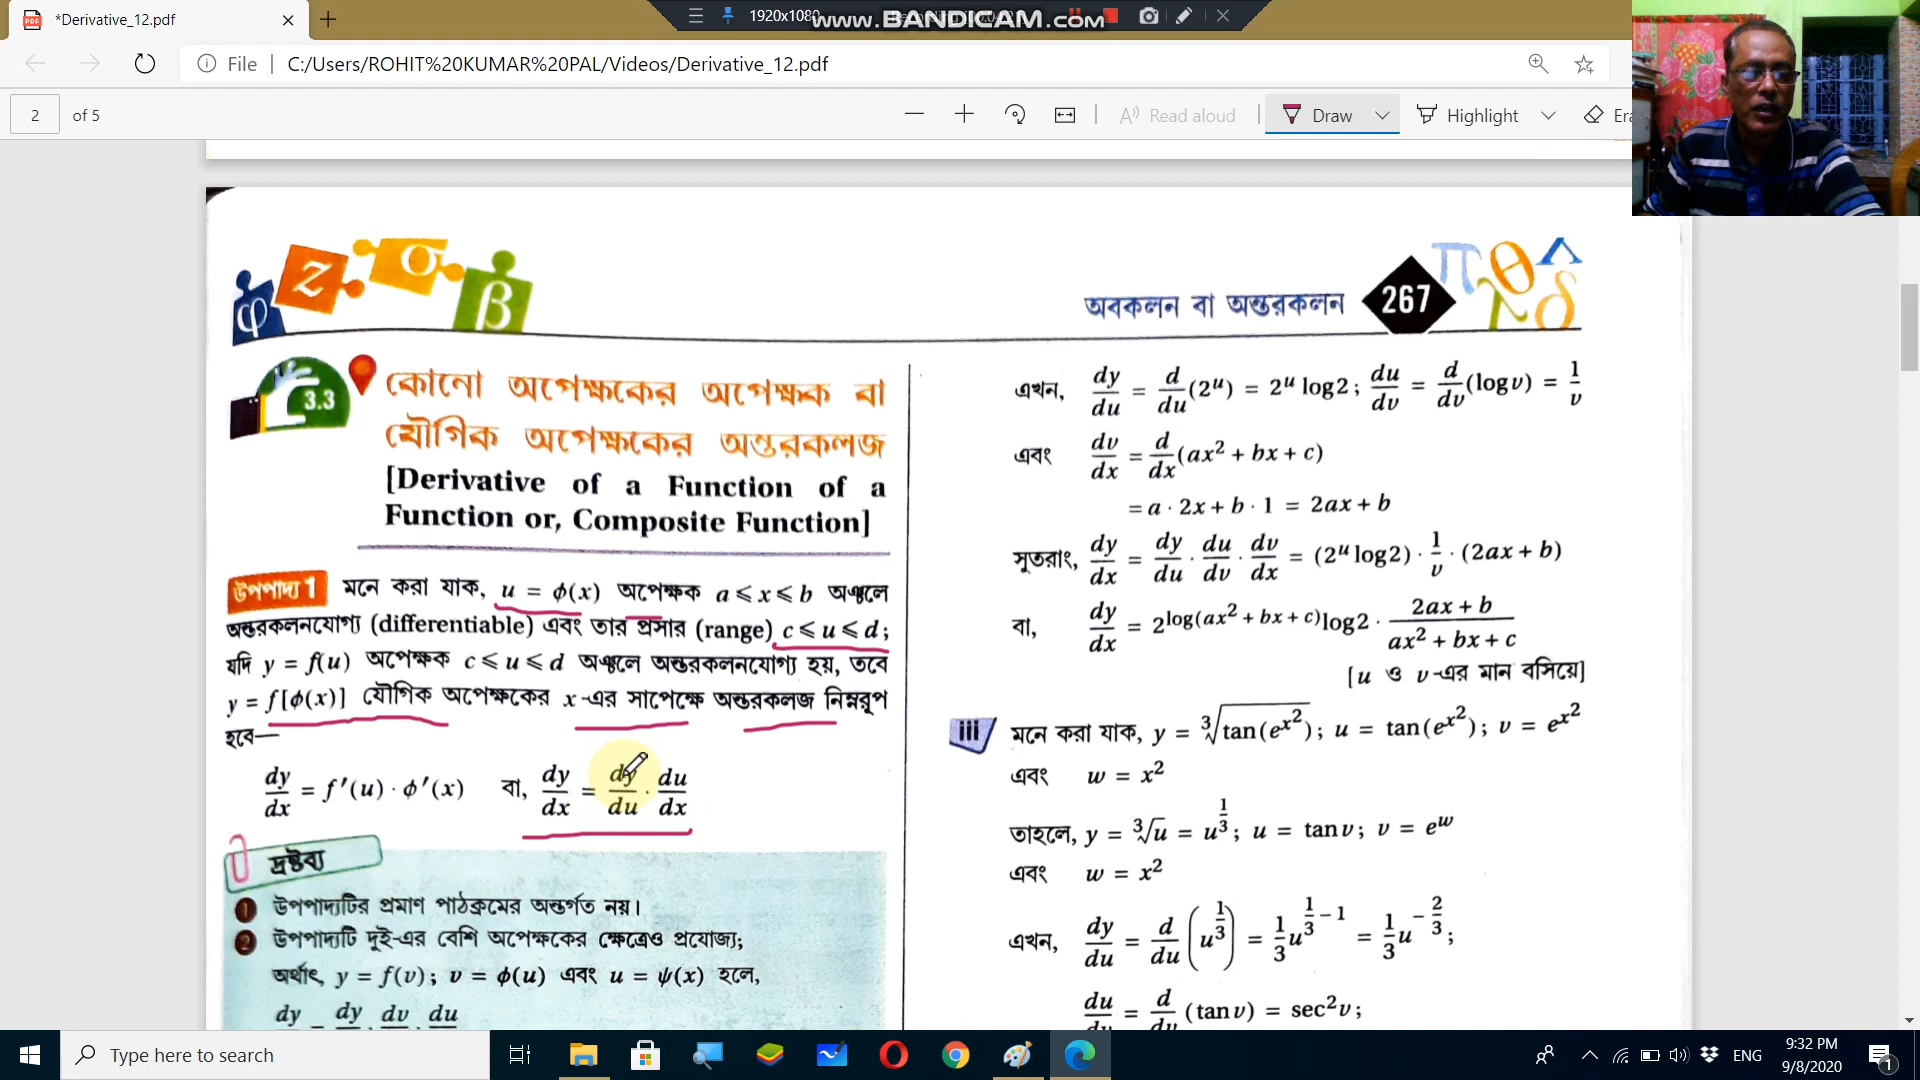 *Derivative_12.pdf
1920x1080
www.BANDICAM.com
File C:/Users/ROHIT%20KUMAR%20PAL/Videos/Derivative_12.pdf
2 of 5
Read aloud Draw Highlight
φ Z σ β
অবকলন বা অন্তরকলন 267 π θ λ δ
3.3 কোনো অপেক্ষকের অপেক্ষক বা
যৌগিক অপেক্ষকের অন্তরকলজ
[Derivative of a Function of a
Function or, Composite Function]
উপপাদ্য 1 মনে করা যাক, u = ϕ(x) অপেক্ষক a ⩽ x ⩽ b অঞ্চলে
অন্তরকলনযোগ্য (differentiable) এবং তার প্রসার (range) c ⩽ u ⩽ d;
যদি y = f(u) অপেক্ষক c ⩽ u ⩽ d অঞ্চলে অন্তরকলনযোগ্য হয়, তবে
y = f[ϕ(x)] যৌগিক অপেক্ষকের x-এর সাপেক্ষে অন্তরকলজ নিম্নরূপ
হবে—
dy/dx = f′(u) · ϕ′(x) বা, dy/dx = dy/du · du/dx
দ্রষ্টব্য
1 উপপাদ্যটির প্রমাণ পাঠক্রমের অন্তর্গত নয়।
2 উপপাদ্যটি দুই-এর বেশি অপেক্ষকের ক্ষেত্রেও প্রযোজ্য;
অর্থাৎ, y = f(v); v = ϕ(u) এবং u = ψ(x) হলে,
dy dy dv du
এখন, dy/du = d/du (2^u) = 2^u log2; du/dv = d/dv (log v) = 1/v
এবং dv/dx = d/dx (ax² + bx + c)
= a · 2x + b · 1 = 2ax + b
সুতরাং, dy/dx = dy/du · du/dv · dv/dx = (2^u log2) · 1/v · (2ax + b)
বা, dy/dx = 2^log(ax² + bx + c) log2 · (2ax + b)/(ax² + bx + c)
[u ও v-এর মান বসিয়ে]
iii মনে করা যাক, y = ∛tan(e^x²); u = tan(e^x²); v = e^x²
এবং w = x²
তাহলে, y = ∛u = u^1/3; u = tan v; v = e^w
এবং w = x²
এখন, dy/du = d/du (u^1/3) = 1/3 u^(1/3 − 1) = 1/3 u^(−2/3);
du/dv = d/dv (tan v) = sec²v;
Type here to search
ENG
9:32 PM
9/8/2020
1